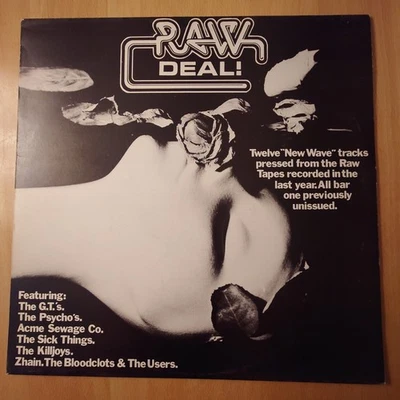 RAW
DEAL!
Twelve "New Wave" tracks
pressed from the Raw
Tapes recorded in the
last year. All bar
one previously
unissued.
Featuring:
The G.T.'s.
The Psycho's.
Acme Sewage Co.
The Sick Things.
The Killjoys.
Zhain. The Bloodclots & The Users.